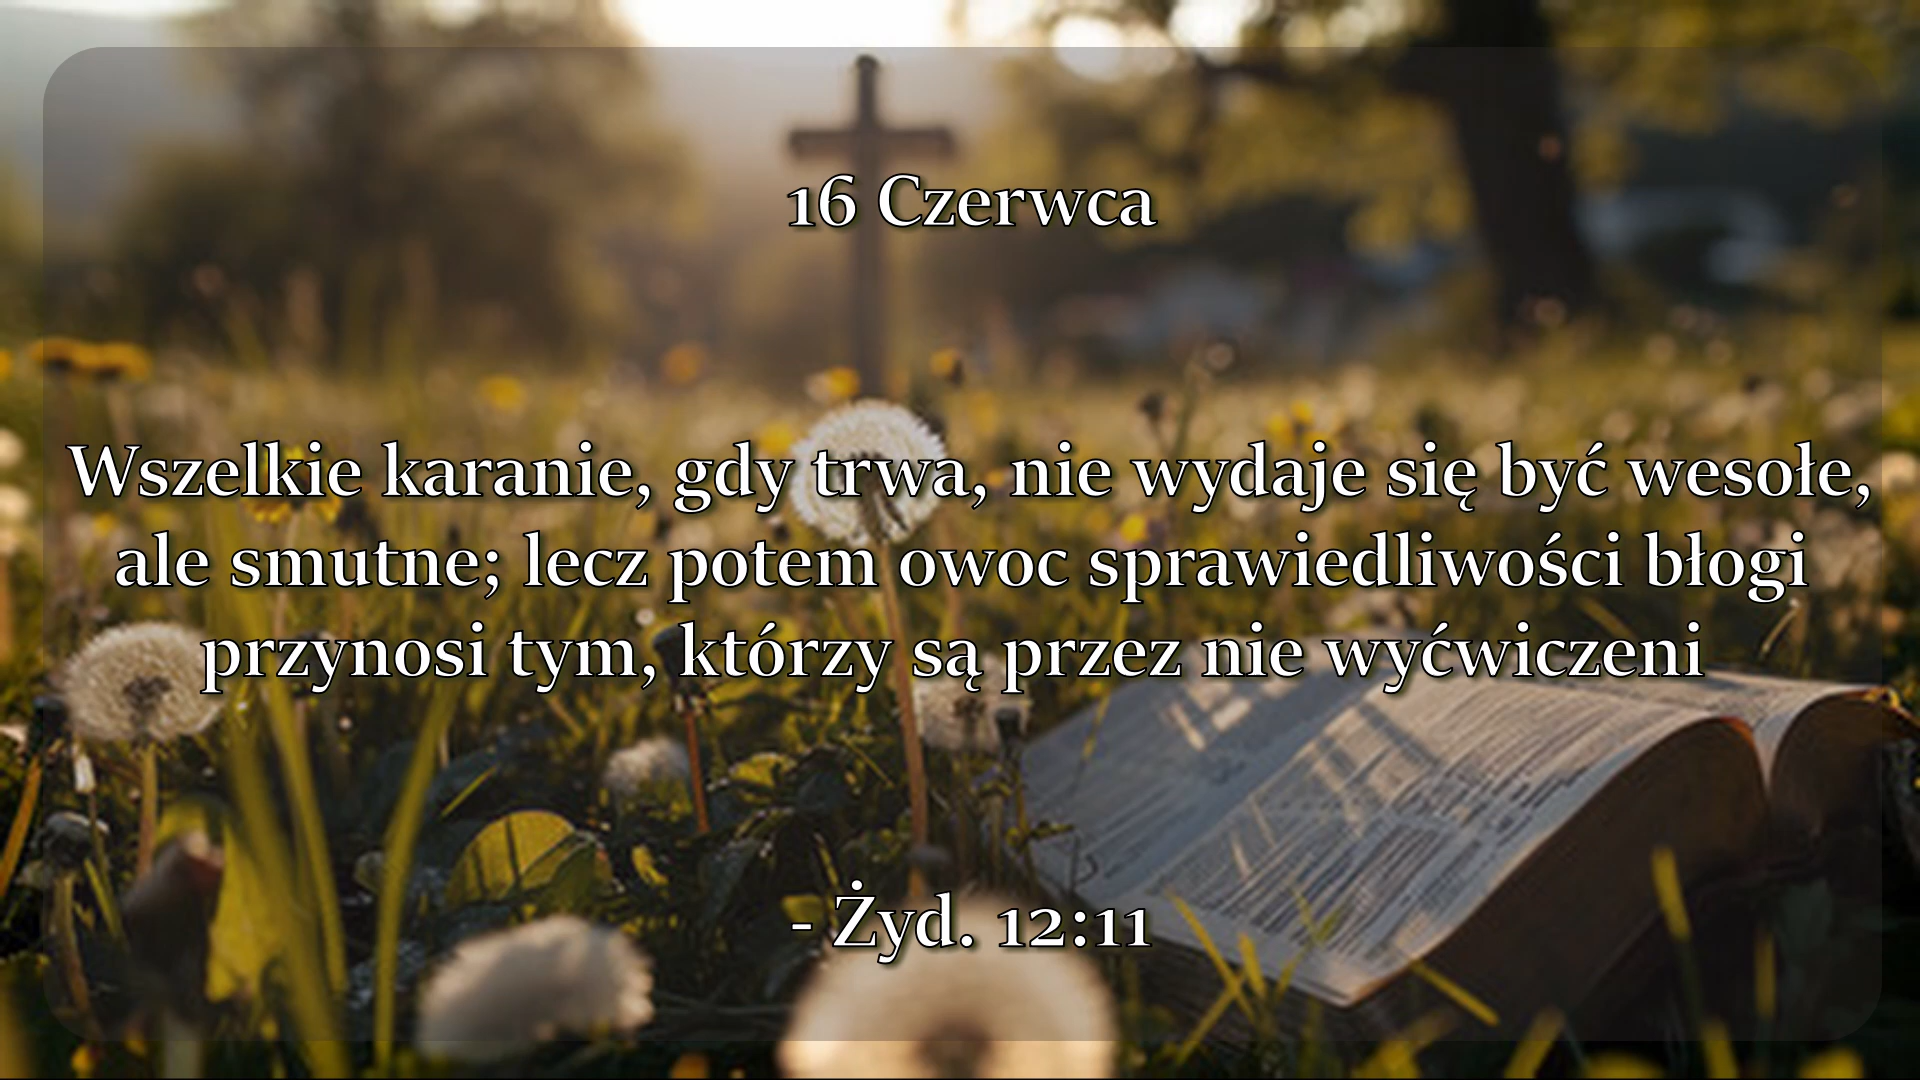 16 Czerwca
Wszelkie karanie, gdy trwa, nie wydaje się być wesołe,
ale smutne; lecz potem owoc sprawiedliwości błogi
przynosi tym, którzy są przez nie wyćwiczeni
- Żyd. 12:11